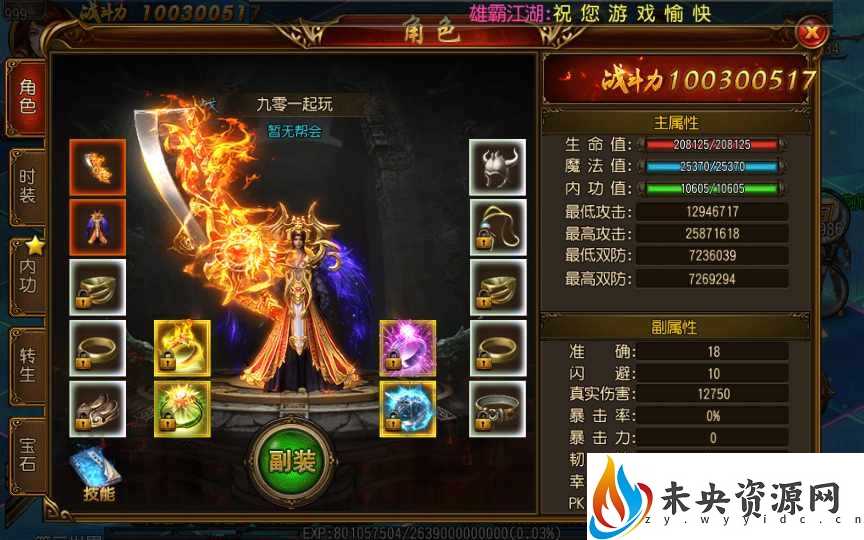 999
战斗力 100300517
雄霸江湖:祝您游戏愉快
角色
X
角色
时装
内功
转生
宝石
九零一起玩
暂无帮会
副装
技能
战斗力100300517
主属性
生命值: 208125/208125
魔法值: 25370/25370
内功值: 10605/10605
最低攻击: 12946717
最高攻击: 25871618
最低双防: 7236039
最高双防: 7269294
副属性
准 确: 18
闪 避: 10
真实伤害: 12750
暴击率: 0%
暴击力: 0
韧
幸
PK
未央资源网
zy.wyyidc.cn
EXP:801057504/2639000000000(0.03%)